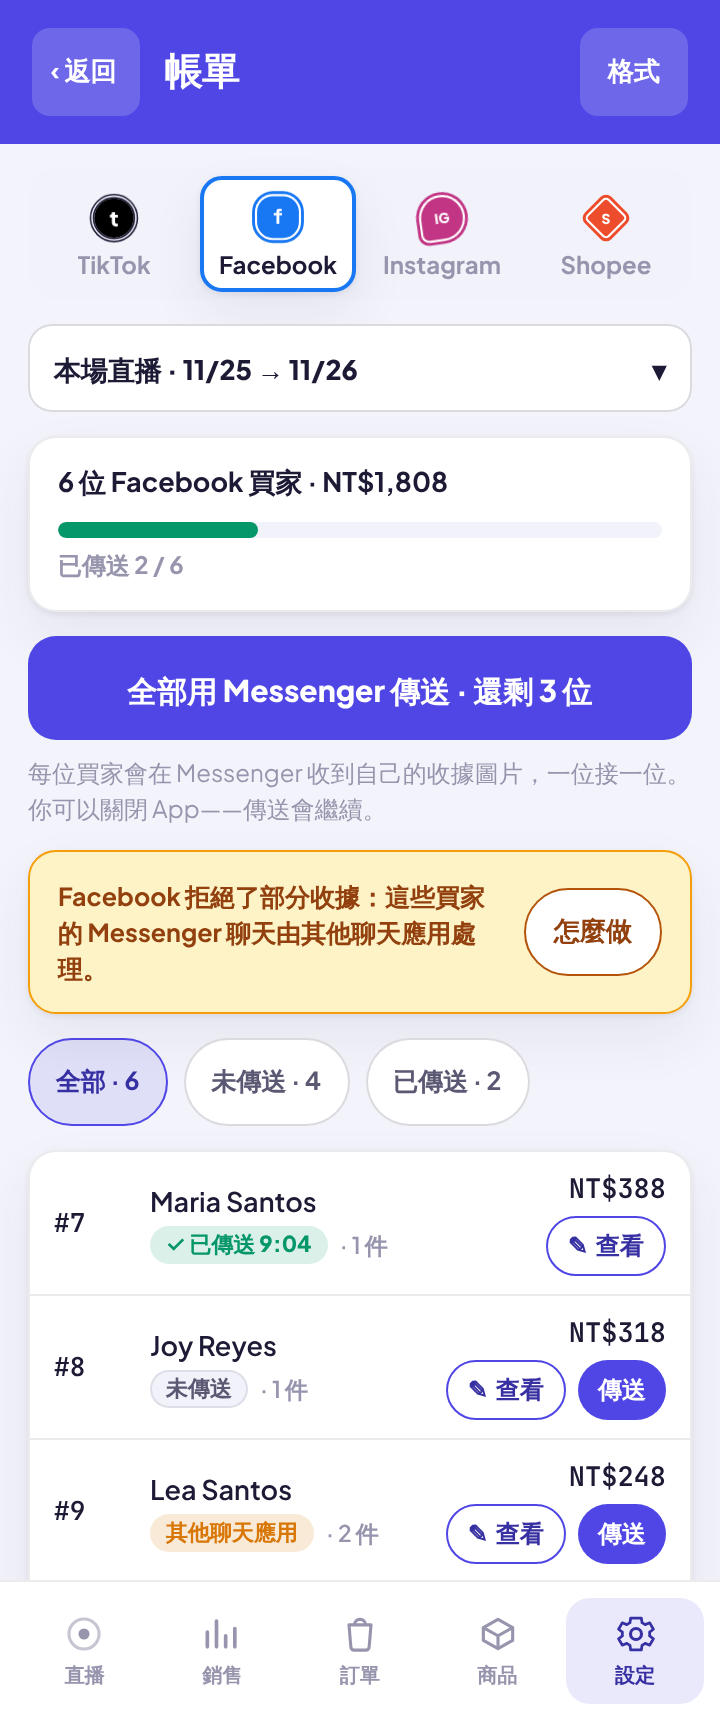 ‹ 返回
帳單
格式
t
f
IG
S
TikTok
Facebook
Instagram
Shopee
本場直播 · 11/25 → 11/26
▼
6 位 Facebook 買家 · NT$1,808
已傳送 2 / 6
全部用 Messenger 傳送 · 還剩 3 位
每位買家會在 Messenger 收到自己的收據圖片，一位接一位。
你可以關閉 App——傳送會繼續。
Facebook 拒絕了部分收據：這些買家
的 Messenger 聊天由其他聊天應用處
理。
怎麼做
全部 · 6
未傳送 · 4
已傳送 · 2
#7
Maria Santos
✓ 已傳送 9:04 · 1 件
NT$388
✎ 查看
#8
Joy Reyes
未傳送 · 1 件
NT$318
✎ 查看
傳送
#9
Lea Santos
其他聊天應用 · 2 件
NT$248
✎ 查看
傳送
直播
銷售
訂單
商品
設定